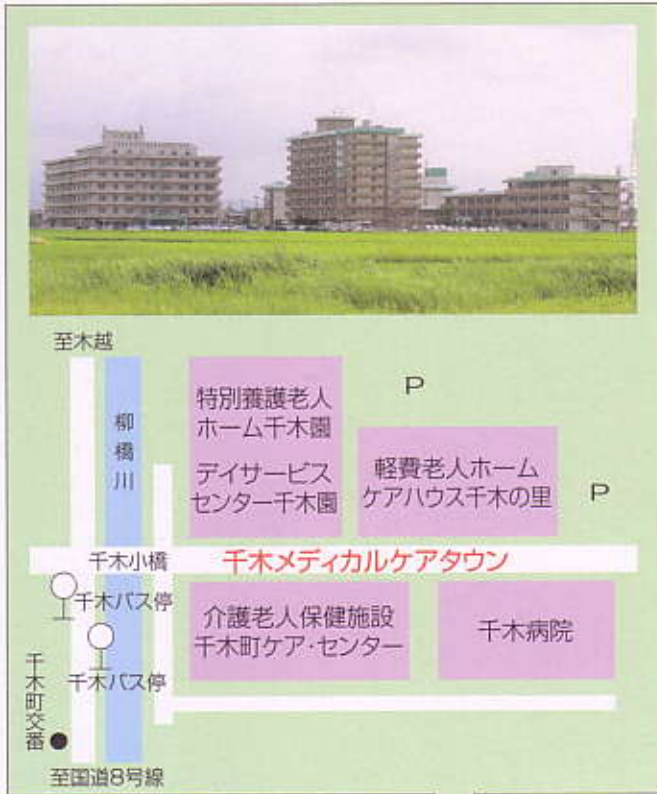 至木越
柳橋川
特別養護老人
ホーム千木園
デイサービス
センター千木園
P
軽費老人ホーム
ケアハウス千木の里
P
千木小橋
千木メディカルケアタウン
千木バス停
介護老人保健施設
千木町ケア・センター
千木病院
千木バス停
千木町交番
至国道8号線